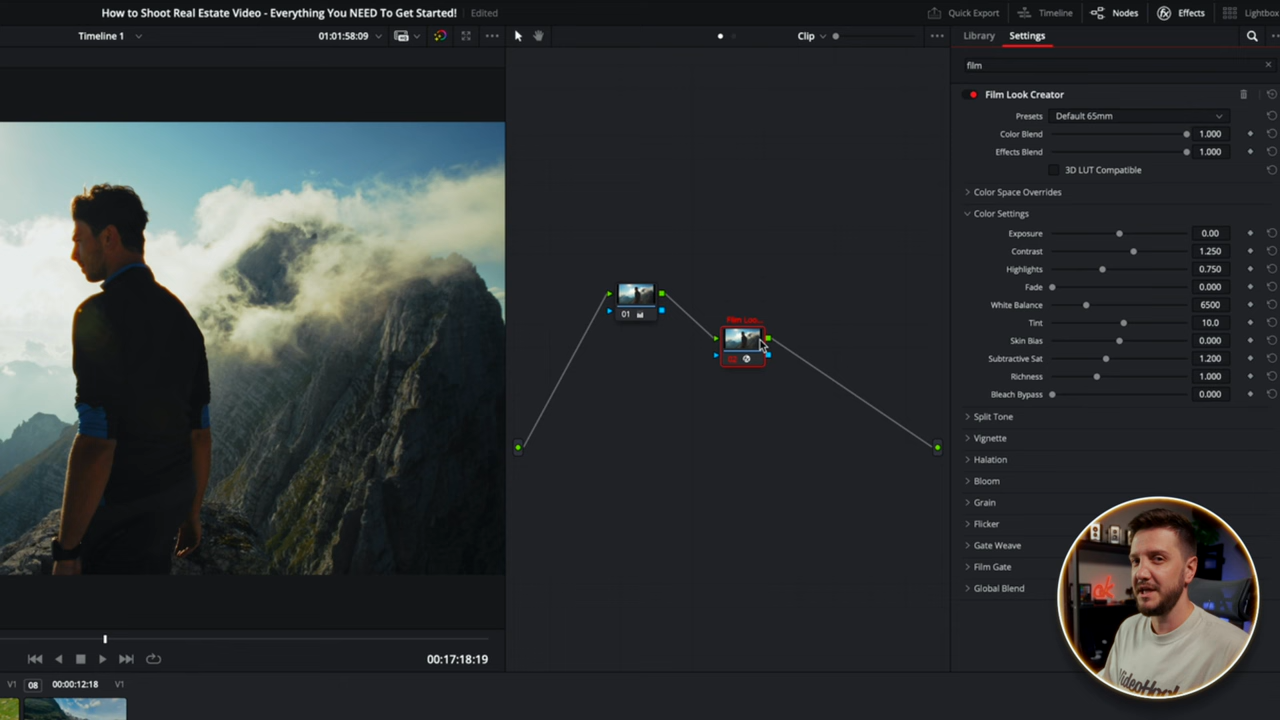 How to Shoot Real Estate Video - Everything You NEED To Get Started! Edited
Quick Export Timeline Nodes Effects Lightbox
Timeline 1 01:01:58:09 Clip Library Settings
film
Film Look Creator
Presets Default 65mm
Color Blend 1.000
Effects Blend 1.000
3D LUT Compatible
Color Space Overrides
Color Settings
Exposure 0.00
Contrast 1.250
Highlights 0.750
Fade 0.000
White Balance 6500
Tint 10.0
Skin Bias 0.000
Subtractive Sat 1.200
Richness 1.000
Bleach Bypass 0.000
Split Tone
Vignette
Halation
Bloom
Grain
Flicker
Gate Weave
Film Gate
Global Blend
01
Film Loo...
02
00:17:18:19
V1 08 00:00:12:18 V1